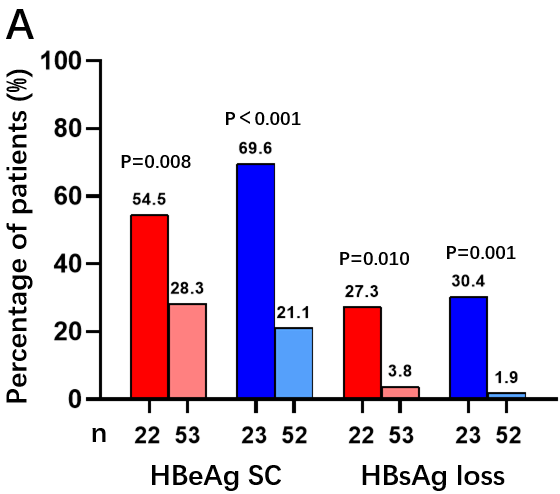 A
Percentage of patients (%)
100
80
60
40
20
0
P=0.008
54.5
28.3
P<0.001
69.6
21.1
P=0.010
27.3
3.8
P=0.001
30.4
1.9
n 22 53 23 52 22 53 23 52
HBeAg SC HBsAg loss